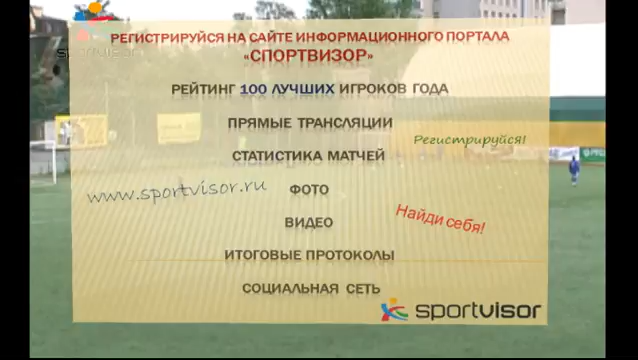 sportvisor
РЕГИСТРИРУЙСЯ НА САЙТЕ ИНФОРМАЦИОННОГО ПОРТАЛА
«СПОРТВИЗОР»
РЕЙТИНГ 100 ЛУЧШИХ ИГРОКОВ ГОДА
ПРЯМЫЕ ТРАНСЛЯЦИИ
Регистрируйся!
СТАТИСТИКА МАТЧЕЙ
www.sportvisor.ru
ФОТО
Найди себя!
ВИДЕО
ИТОГОВЫЕ ПРОТОКОЛЫ
СОЦИАЛЬНАЯ СЕТЬ
sportvisor